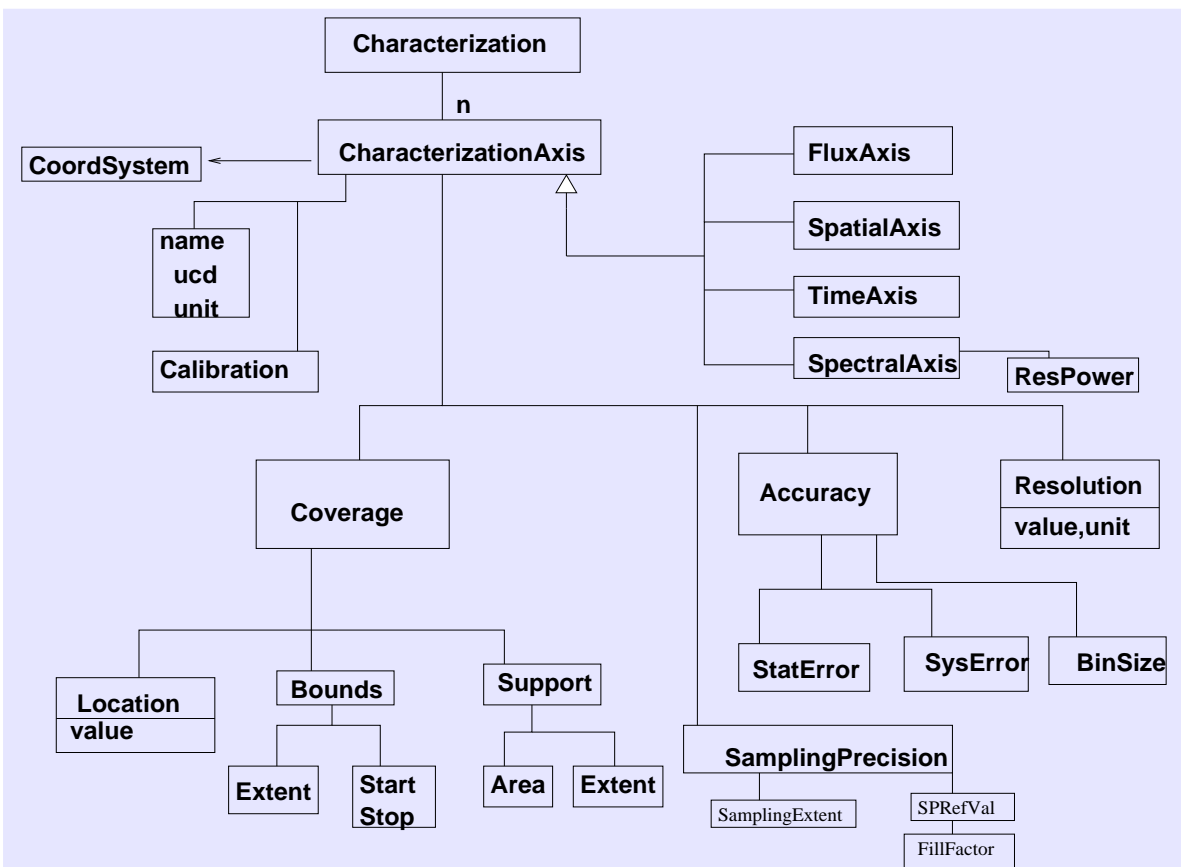 Characterization
n
CharacterizationAxis
CoordSystem
name
ucd
unit
Calibration
FluxAxis
SpatialAxis
TimeAxis
SpectralAxis
ResPower
Coverage
Accuracy
Resolution
value,unit
Location
value
Bounds
Support
Extent
Start
Stop
Area
Extent
StatError
SysError
BinSize
SamplingPrecision
SamplingExtent
SPRefVal
FillFactor